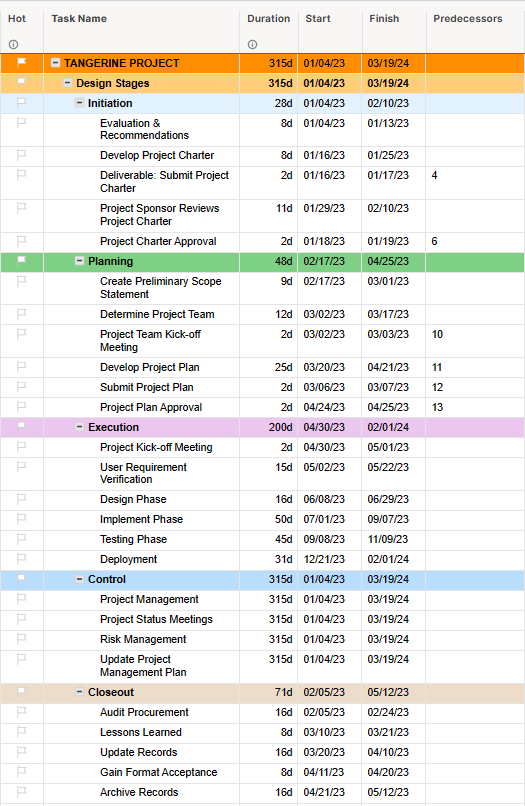 Hot Task Name Duration Start Finish Predecessors
TANGERINE PROJECT 315d 01/04/23 03/19/24
Design Stages 315d 01/04/23 03/19/24
Initiation 28d 01/04/23 02/10/23
Evaluation & 8d 01/04/23 01/13/23
Recommendations
Develop Project Charter 8d 01/16/23 01/25/23
Deliverable: Submit Project 2d 01/16/23 01/17/23 4
Charter
Project Sponsor Reviews 11d 01/29/23 02/10/23
Project Charter
Project Charter Approval 2d 01/18/23 01/19/23 6
Planning 48d 02/17/23 04/25/23
Create Preliminary Scope 9d 02/17/23 03/01/23
Statement
Determine Project Team 12d 03/02/23 03/17/23
Project Team Kick-off 2d 03/02/23 03/03/23 10
Meeting
Develop Project Plan 25d 03/20/23 04/21/23 11
Submit Project Plan 2d 03/06/23 03/07/23 12
Project Plan Approval 2d 04/24/23 04/25/23 13
Execution 200d 04/30/23 02/01/24
Project Kick-off Meeting 2d 04/30/23 05/01/23
User Requirement 15d 05/02/23 05/22/23
Verification
Design Phase 16d 06/08/23 06/29/23
Implement Phase 50d 07/01/23 09/07/23
Testing Phase 45d 09/08/23 11/09/23
Deployment 31d 12/21/23 02/01/24
Control 315d 01/04/23 03/19/24
Project Management 315d 01/04/23 03/19/24
Project Status Meetings 315d 01/04/23 03/19/24
Risk Management 315d 01/04/23 03/19/24
Update Project 315d 01/04/23 03/19/24
Management Plan
Closeout 71d 02/05/23 05/12/23
Audit Procurement 16d 02/05/23 02/24/23
Lessons Learned 8d 03/10/23 03/21/23
Update Records 16d 03/20/23 04/10/23
Gain Format Acceptance 8d 04/11/23 04/20/23
Archive Records 16d 04/21/23 05/12/23